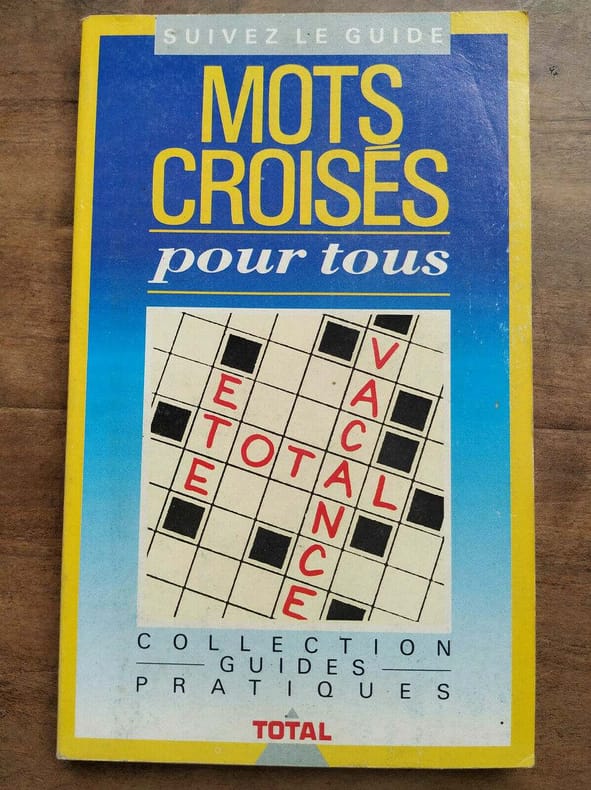 SUIVEZ LE GUIDE
MOTS
CROISÉS
pour tous
VACANCE
ETE
TOTAL
COLLECTION
GUIDES
PRATIQUES
TOTAL